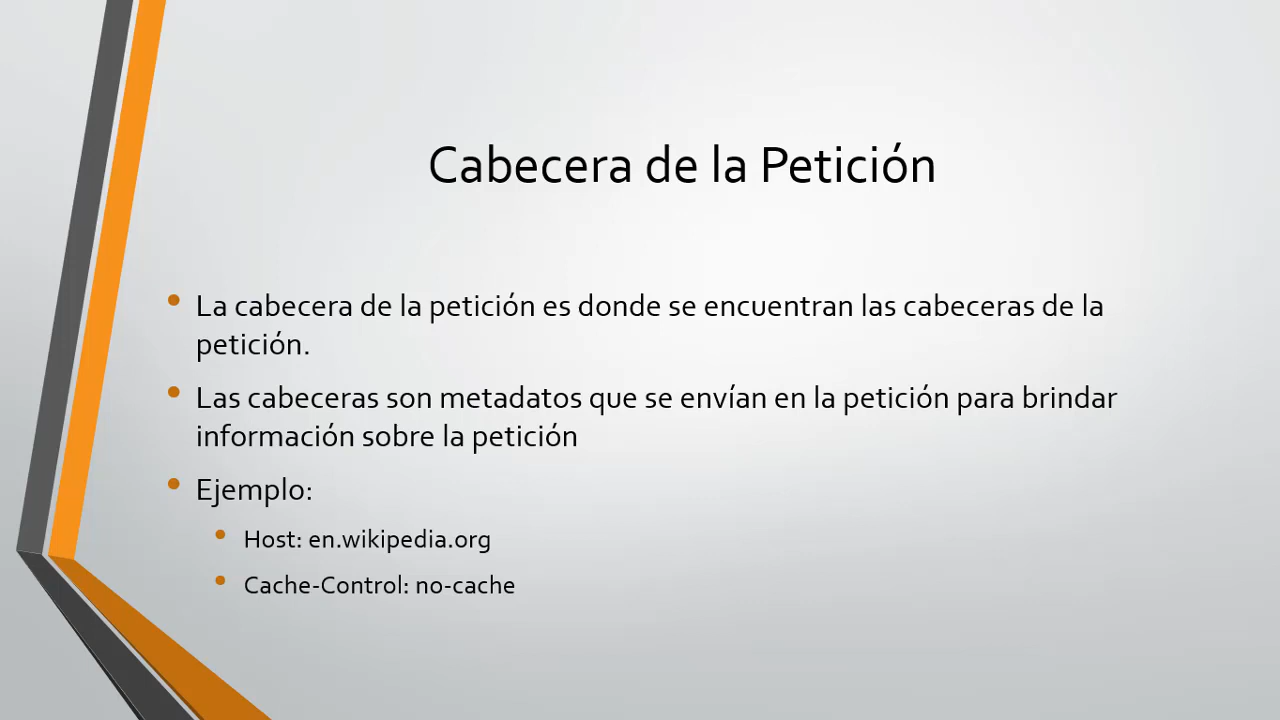 Cabecera de la Petición
• La cabecera de la petición es donde se encuentran las cabeceras de la
petición.
• Las cabeceras son metadatos que se envían en la petición para brindar
información sobre la petición
• Ejemplo:
• Host: en.wikipedia.org
• Cache-Control: no-cache